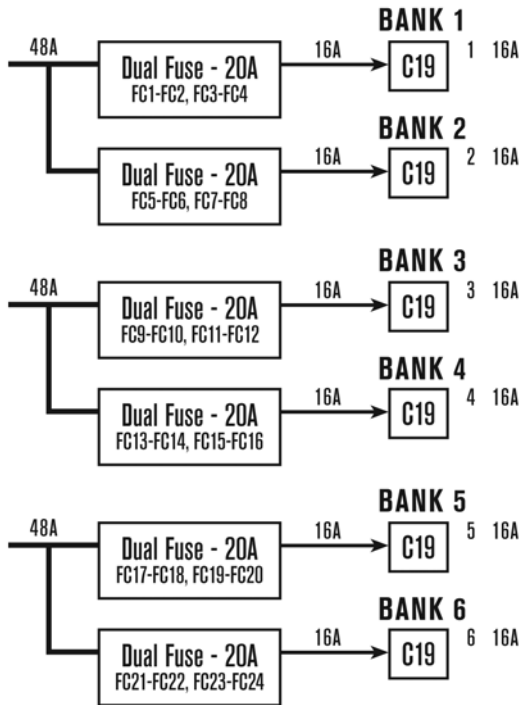 BANK 1
48A
Dual Fuse - 20A
FC1-FC2, FC3-FC4
16A
C19
1 16A
BANK 2
Dual Fuse - 20A
FC5-FC6, FC7-FC8
16A
C19
2 16A
BANK 3
48A
Dual Fuse - 20A
FC9-FC10, FC11-FC12
16A
C19
3 16A
BANK 4
Dual Fuse - 20A
FC13-FC14, FC15-FC16
16A
C19
4 16A
BANK 5
48A
Dual Fuse - 20A
FC17-FC18, FC19-FC20
16A
C19
5 16A
BANK 6
Dual Fuse - 20A
FC21-FC22, FC23-FC24
16A
C19
6 16A